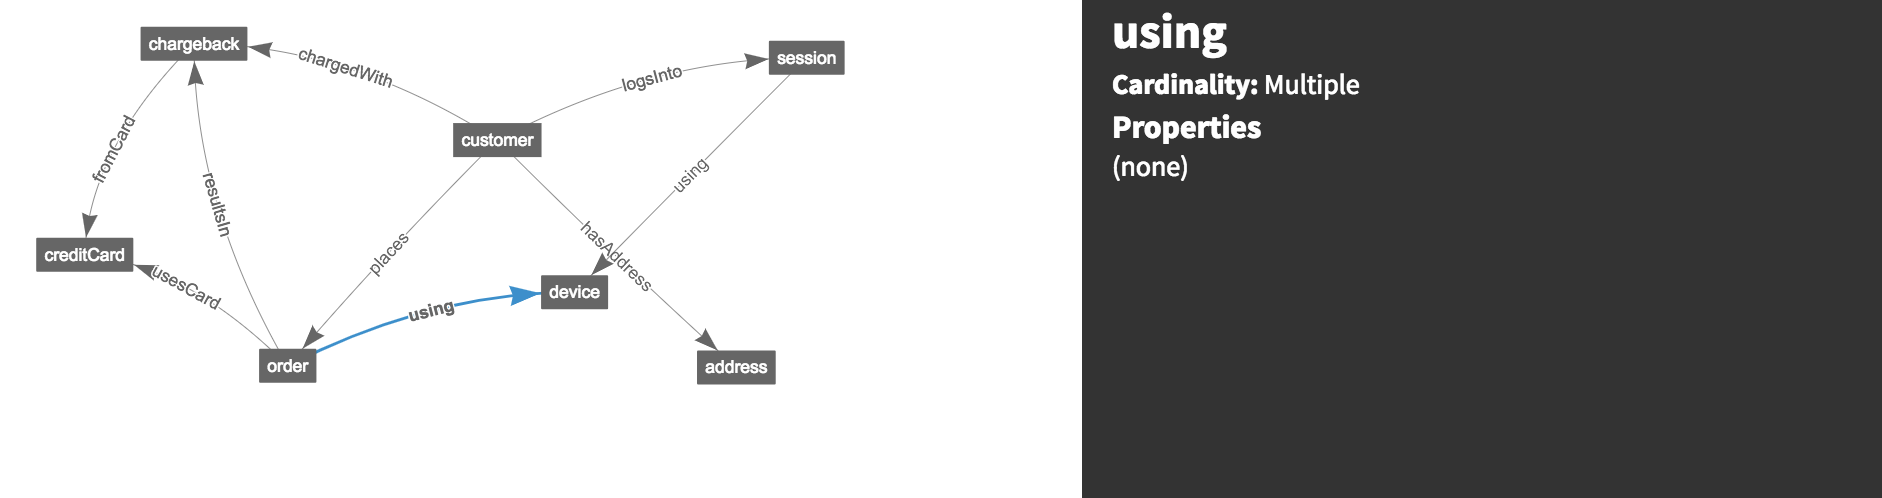 chargeback
chargedWith
logsInto
session
customer
fromCard
resultsIn
using
places
hasAddress
creditCard
usesCard
using
device
order
address
using
Cardinality: Multiple
Properties
(none)